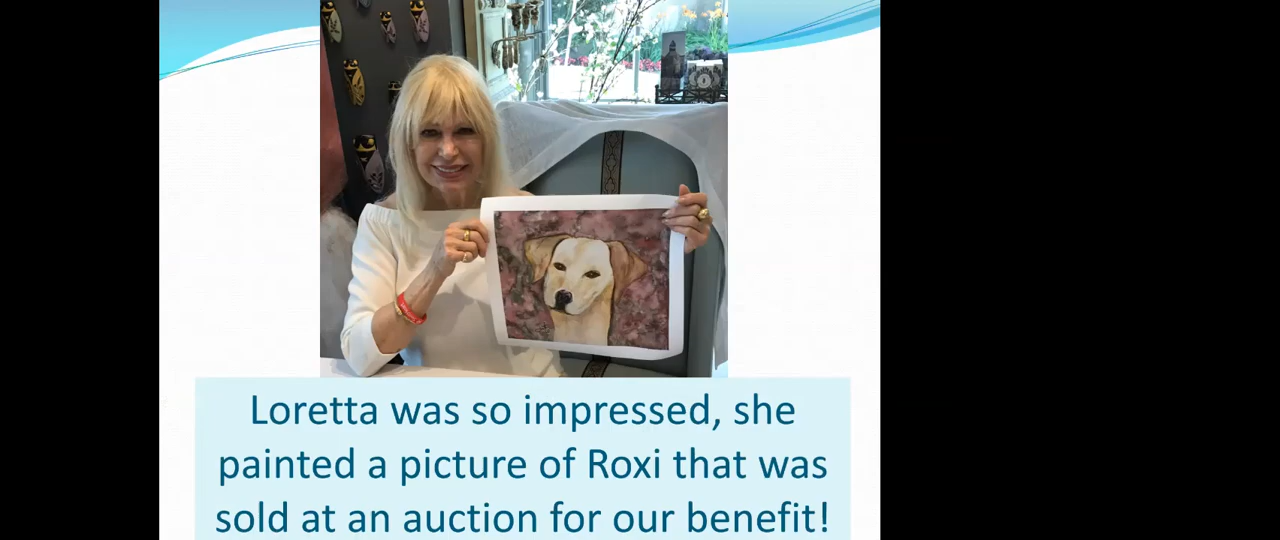 Loretta was so impressed, she
painted a picture of Roxi that was
sold at an auction for our benefit!